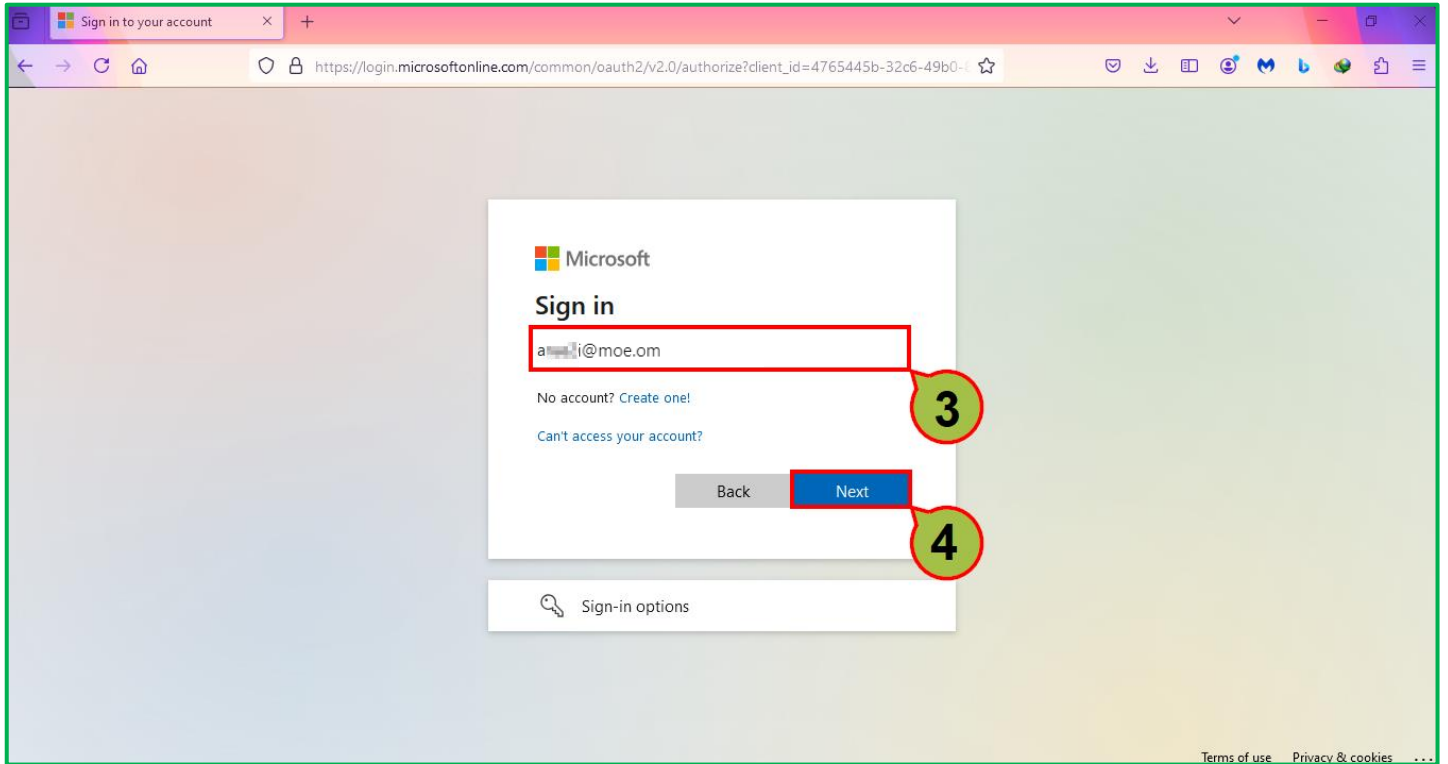 Sign in to your account
https://login.microsoftonline.com/common/oauth2/v2.0/authorize?client_id=4765445b-32c6-49b0-
Microsoft
Sign in
@moe.om
3
No account? Create one!
Can't access your account?
Back Next
4
Sign-in options
Terms of use Privacy & cookies ...